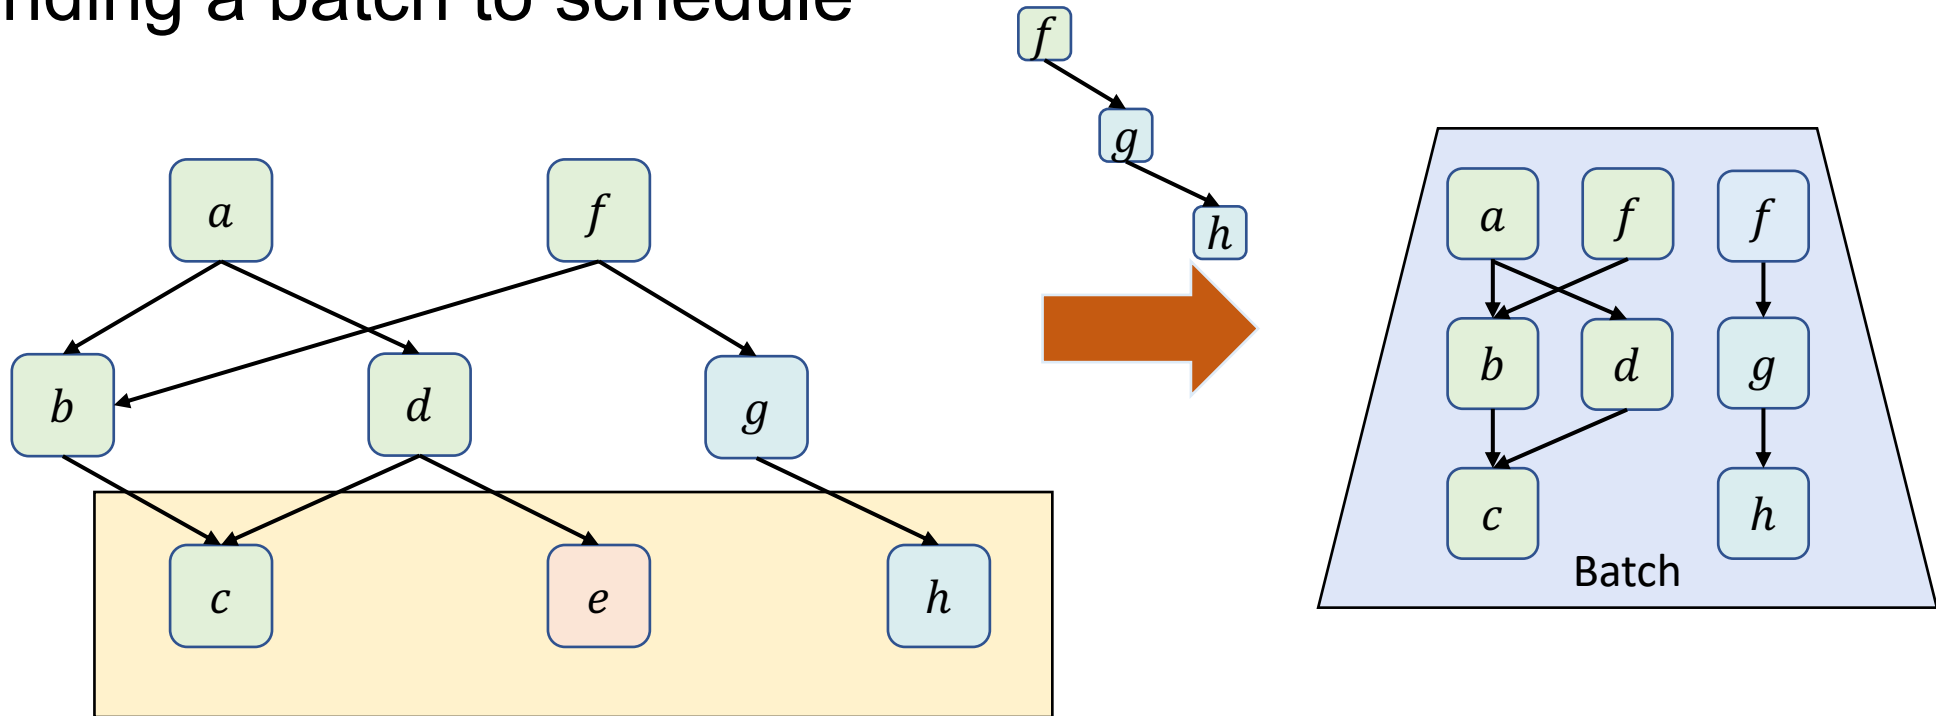 nding a batch to schedule
f
g
h
a f
b d g
c e h
a f f
b d g
c h
Batch